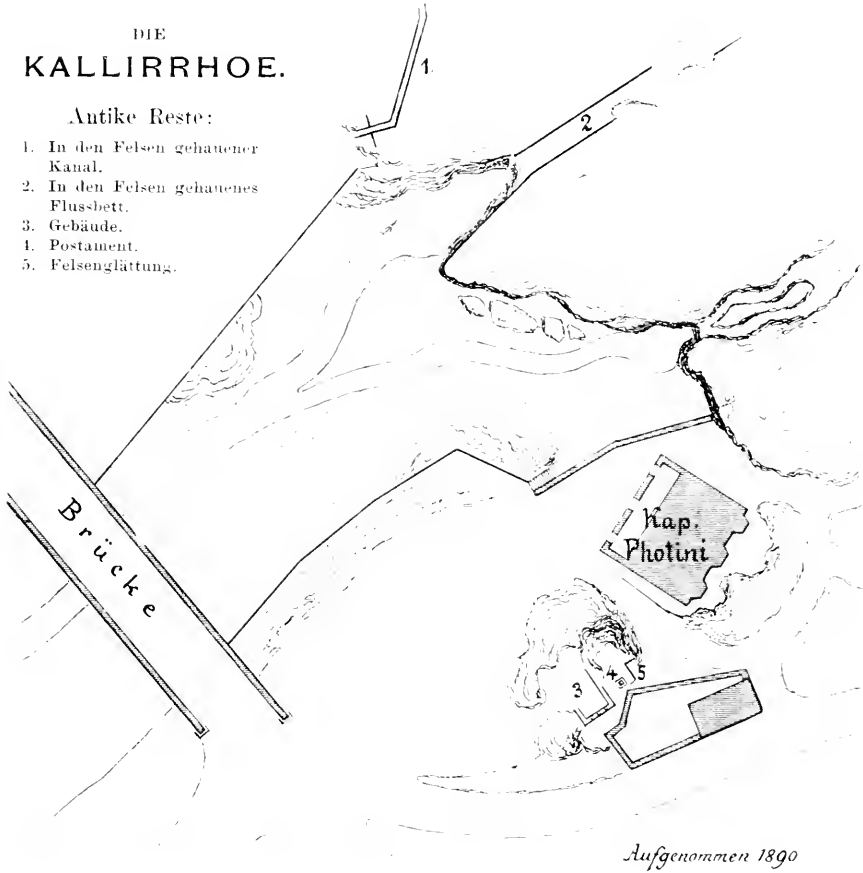 DIE
KALLIRRHOE.
Antike Reste:
1. In den Felsen gehauener
Kanal.
2. In den Felsen gehauenes
Flussbett.
3. Gebäude.
4. Postament.
5. Felsenglättung.
1.
2
Brücke
Kap.
Photini
3
4
5
Aufgenommen 1890